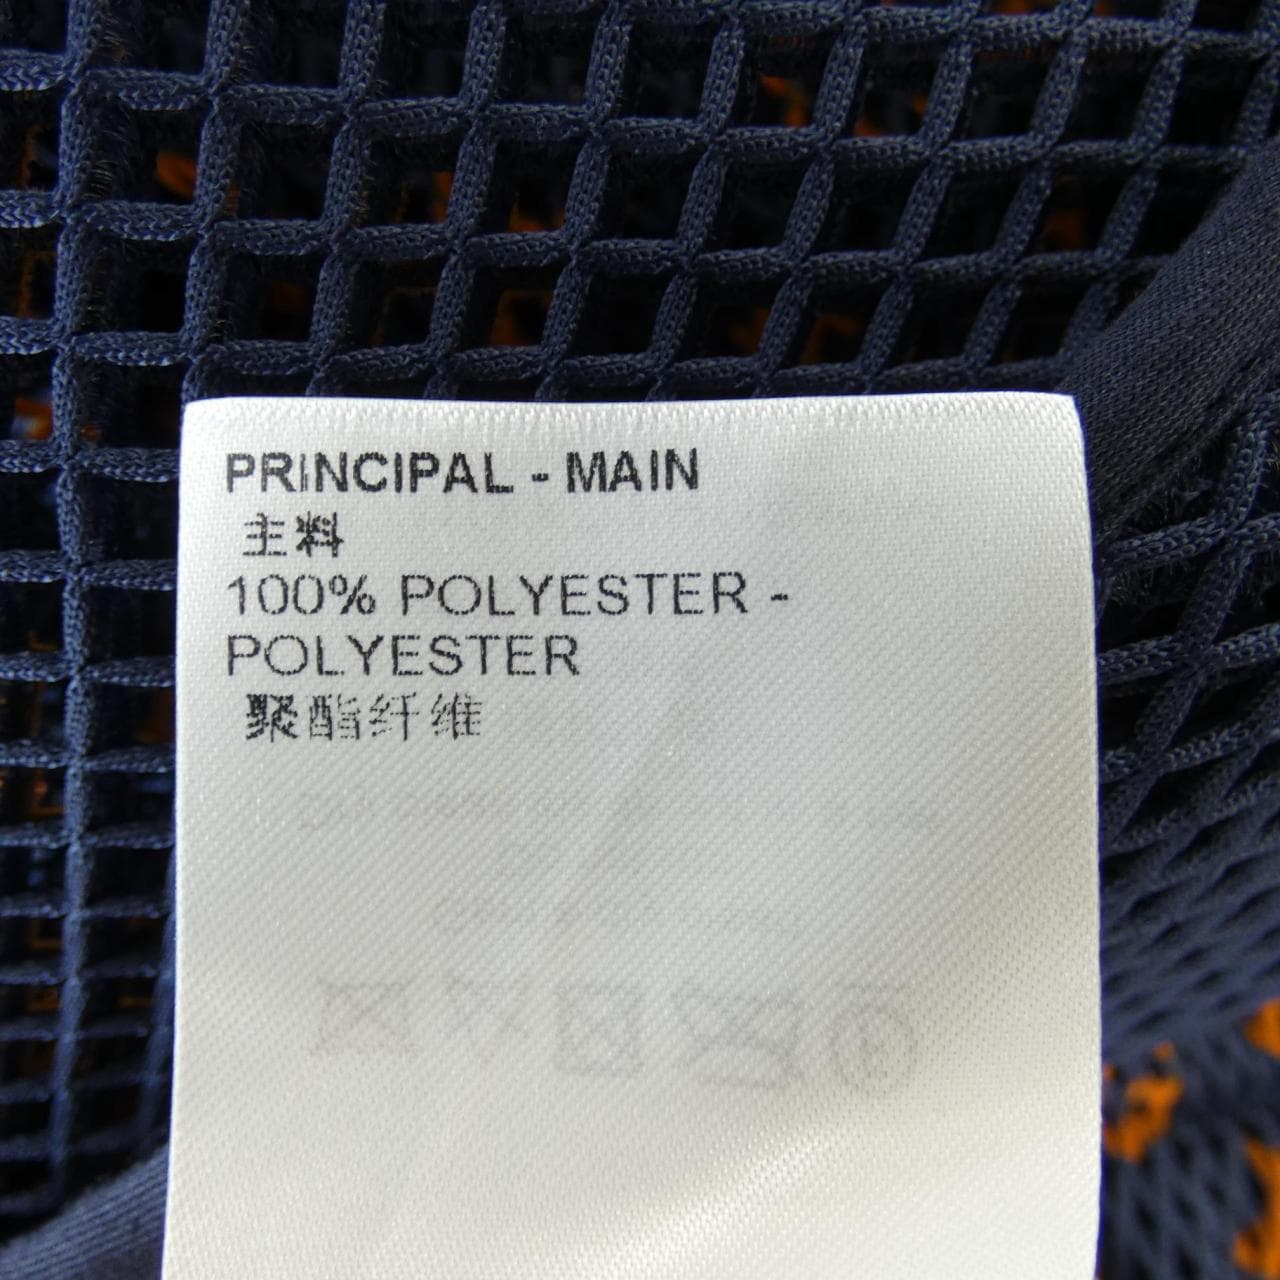 PRINCIPAL - MAIN
主料
100% POLYESTER -
POLYESTER
聚酯纤维